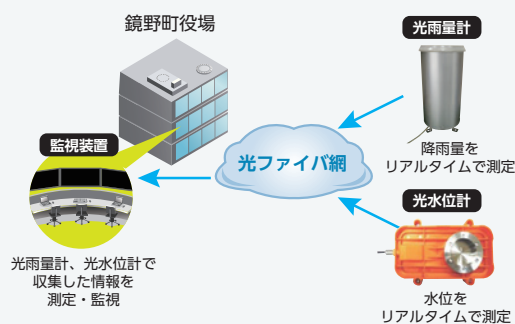 鏡野町役場
光雨量計
降雨量を
リアルタイムで測定
監視装置
光ファイバ網
光水位計
光雨量計、光水位計で
収集した情報を
測定・監視
水位を
リアルタイムで測定